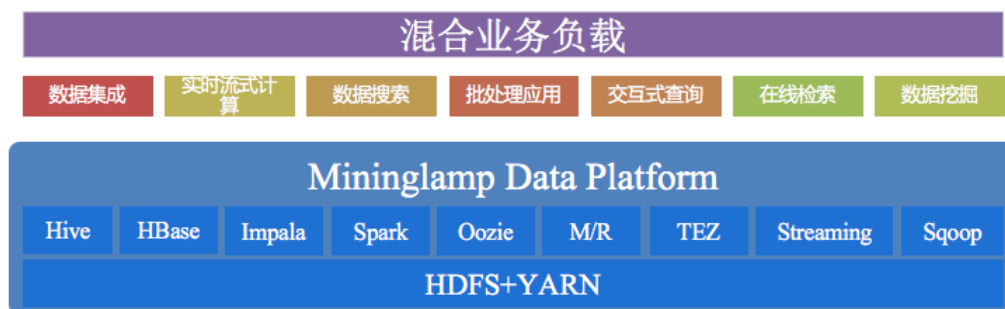 混合业务负载
数据集成
实时流式计
算
数据搜索
批处理应用
交互式查询
在线检索
数据挖掘
Mininglamp Data Platform
Hive
HBase
Impala
Spark
Oozie
M/R
TEZ
Streaming
Sqoop
HDFS+YARN